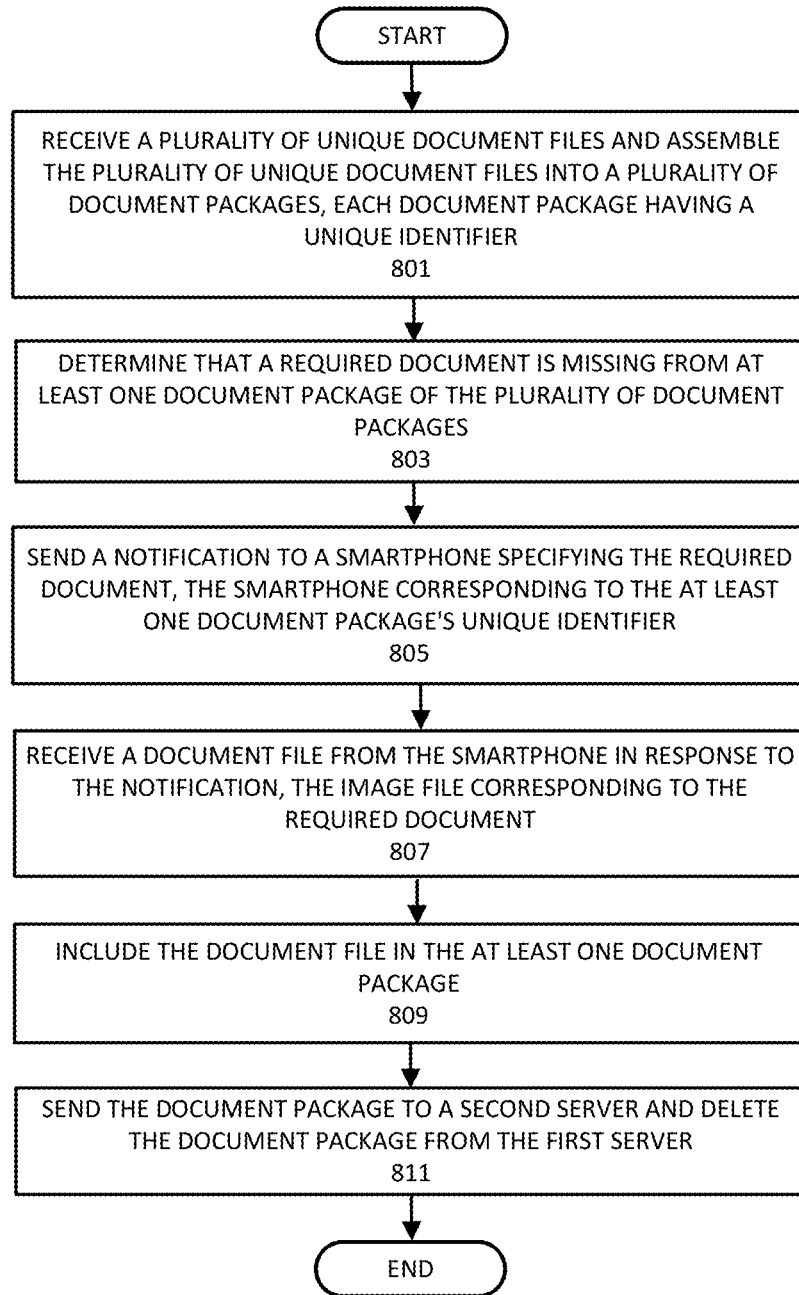 START
RECEIVE A PLURALITY OF UNIQUE DOCUMENT FILES AND ASSEMBLE
THE PLURALITY OF UNIQUE DOCUMENT FILES INTO A PLURALITY OF
DOCUMENT PACKAGES, EACH DOCUMENT PACKAGE HAVING A
UNIQUE IDENTIFIER
801
DETERMINE THAT A REQUIRED DOCUMENT IS MISSING FROM AT
LEAST ONE DOCUMENT PACKAGE OF THE PLURALITY OF DOCUMENT
PACKAGES
803
SEND A NOTIFICATION TO A SMARTPHONE SPECIFYING THE REQUIRED
DOCUMENT, THE SMARTPHONE CORRESPONDING TO THE AT LEAST
ONE DOCUMENT PACKAGE'S UNIQUE IDENTIFIER
805
RECEIVE A DOCUMENT FILE FROM THE SMARTPHONE IN RESPONSE TO
THE NOTIFICATION, THE IMAGE FILE CORRESPONDING TO THE
REQUIRED DOCUMENT
807
INCLUDE THE DOCUMENT FILE IN THE AT LEAST ONE DOCUMENT
PACKAGE
809
SEND THE DOCUMENT PACKAGE TO A SECOND SERVER AND DELETE
THE DOCUMENT PACKAGE FROM THE FIRST SERVER
811
END